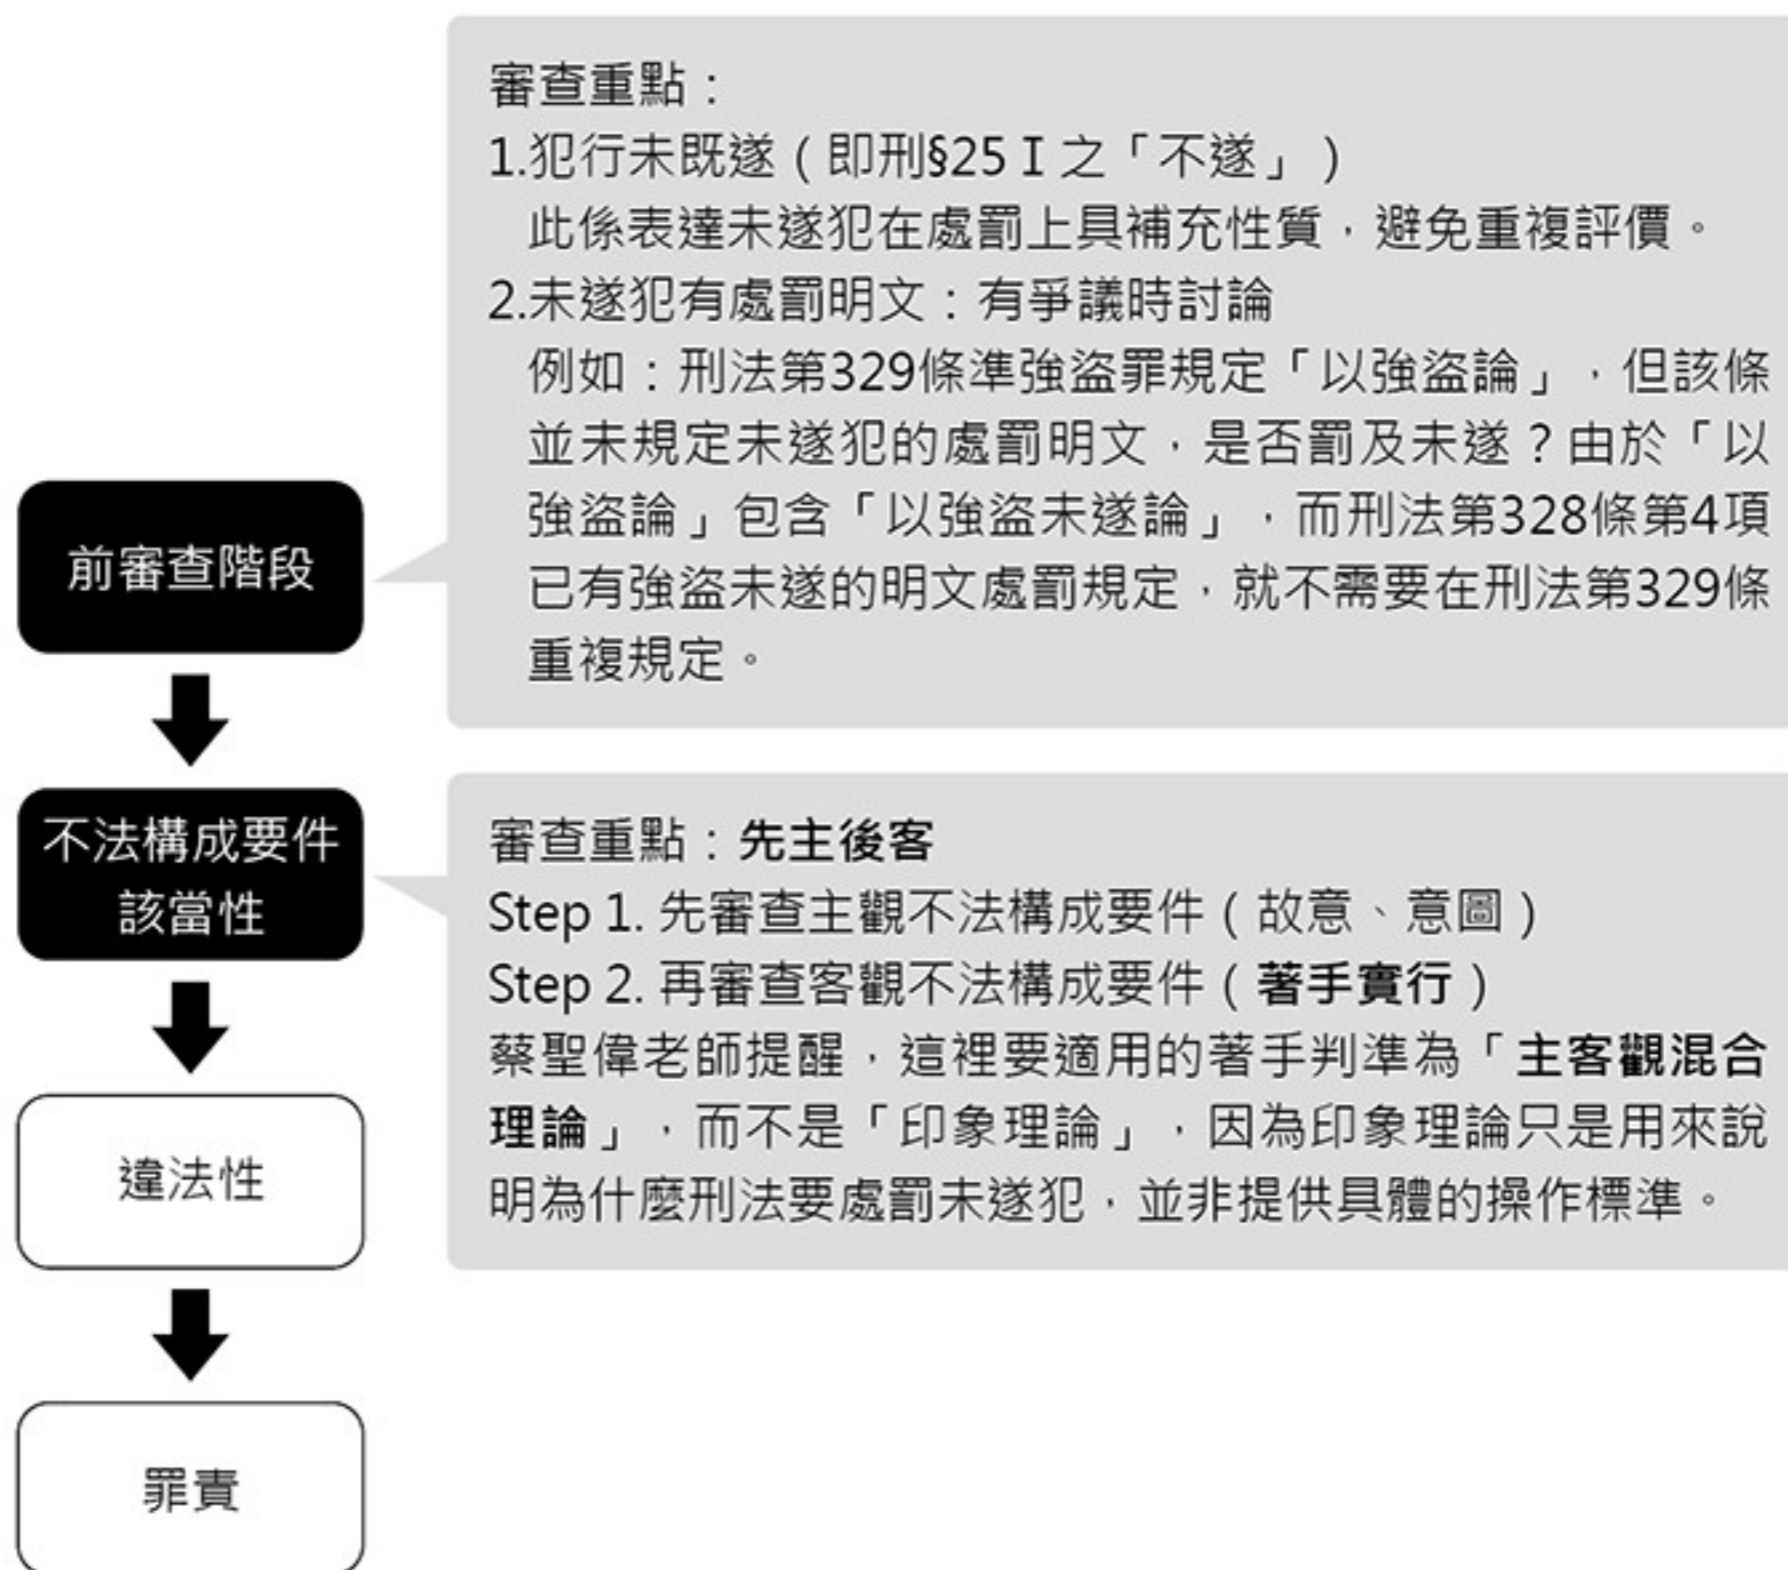 審查重點：
1.犯行未既遂（即刑§25Ⅰ之「不遂」）
此係表達未遂犯在處罰上具補充性質，避免重複評價。
2.未遂犯有處罰明文：有爭議時討論
例如：刑法第329條準強盜罪規定「以強盜論」，但該條
並未規定未遂犯的處罰明文，是否罰及未遂？由於「以
強盜論」包含「以強盜未遂論」，而刑法第328條第4項
已有強盜未遂的明文處罰規定，就不需要在刑法第329條
重複規定。
前審查階段
不法構成要件
該當性
審查重點：先主後客
Step 1. 先審查主觀不法構成要件（故意、意圖）
Step 2. 再審查客觀不法構成要件（著手實行）
蔡聖偉老師提醒，這裡要適用的著手判準為「主客觀混合
理論」，而不是「印象理論」，因為印象理論只是用來說
明為什麼刑法要處罰未遂犯，並非提供具體的操作標準。
違法性
罪責